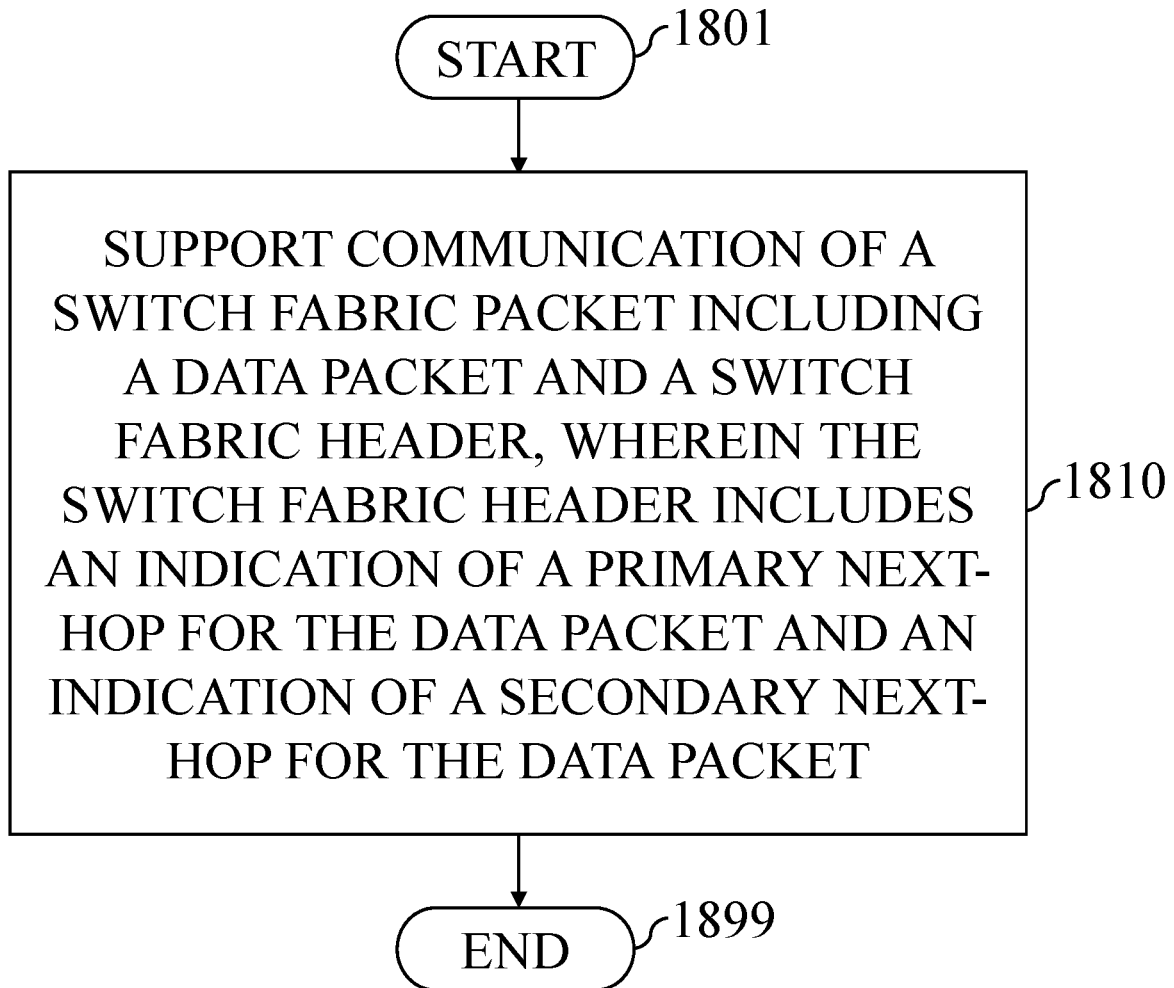 START
1801
SUPPORT COMMUNICATION OF A
SWITCH FABRIC PACKET INCLUDING
A DATA PACKET AND A SWITCH
FABRIC HEADER, WHEREIN THE
SWITCH FABRIC HEADER INCLUDES
AN INDICATION OF A PRIMARY NEXT-
HOP FOR THE DATA PACKET AND AN
INDICATION OF A SECONDARY NEXT-
HOP FOR THE DATA PACKET
1810
END
1899